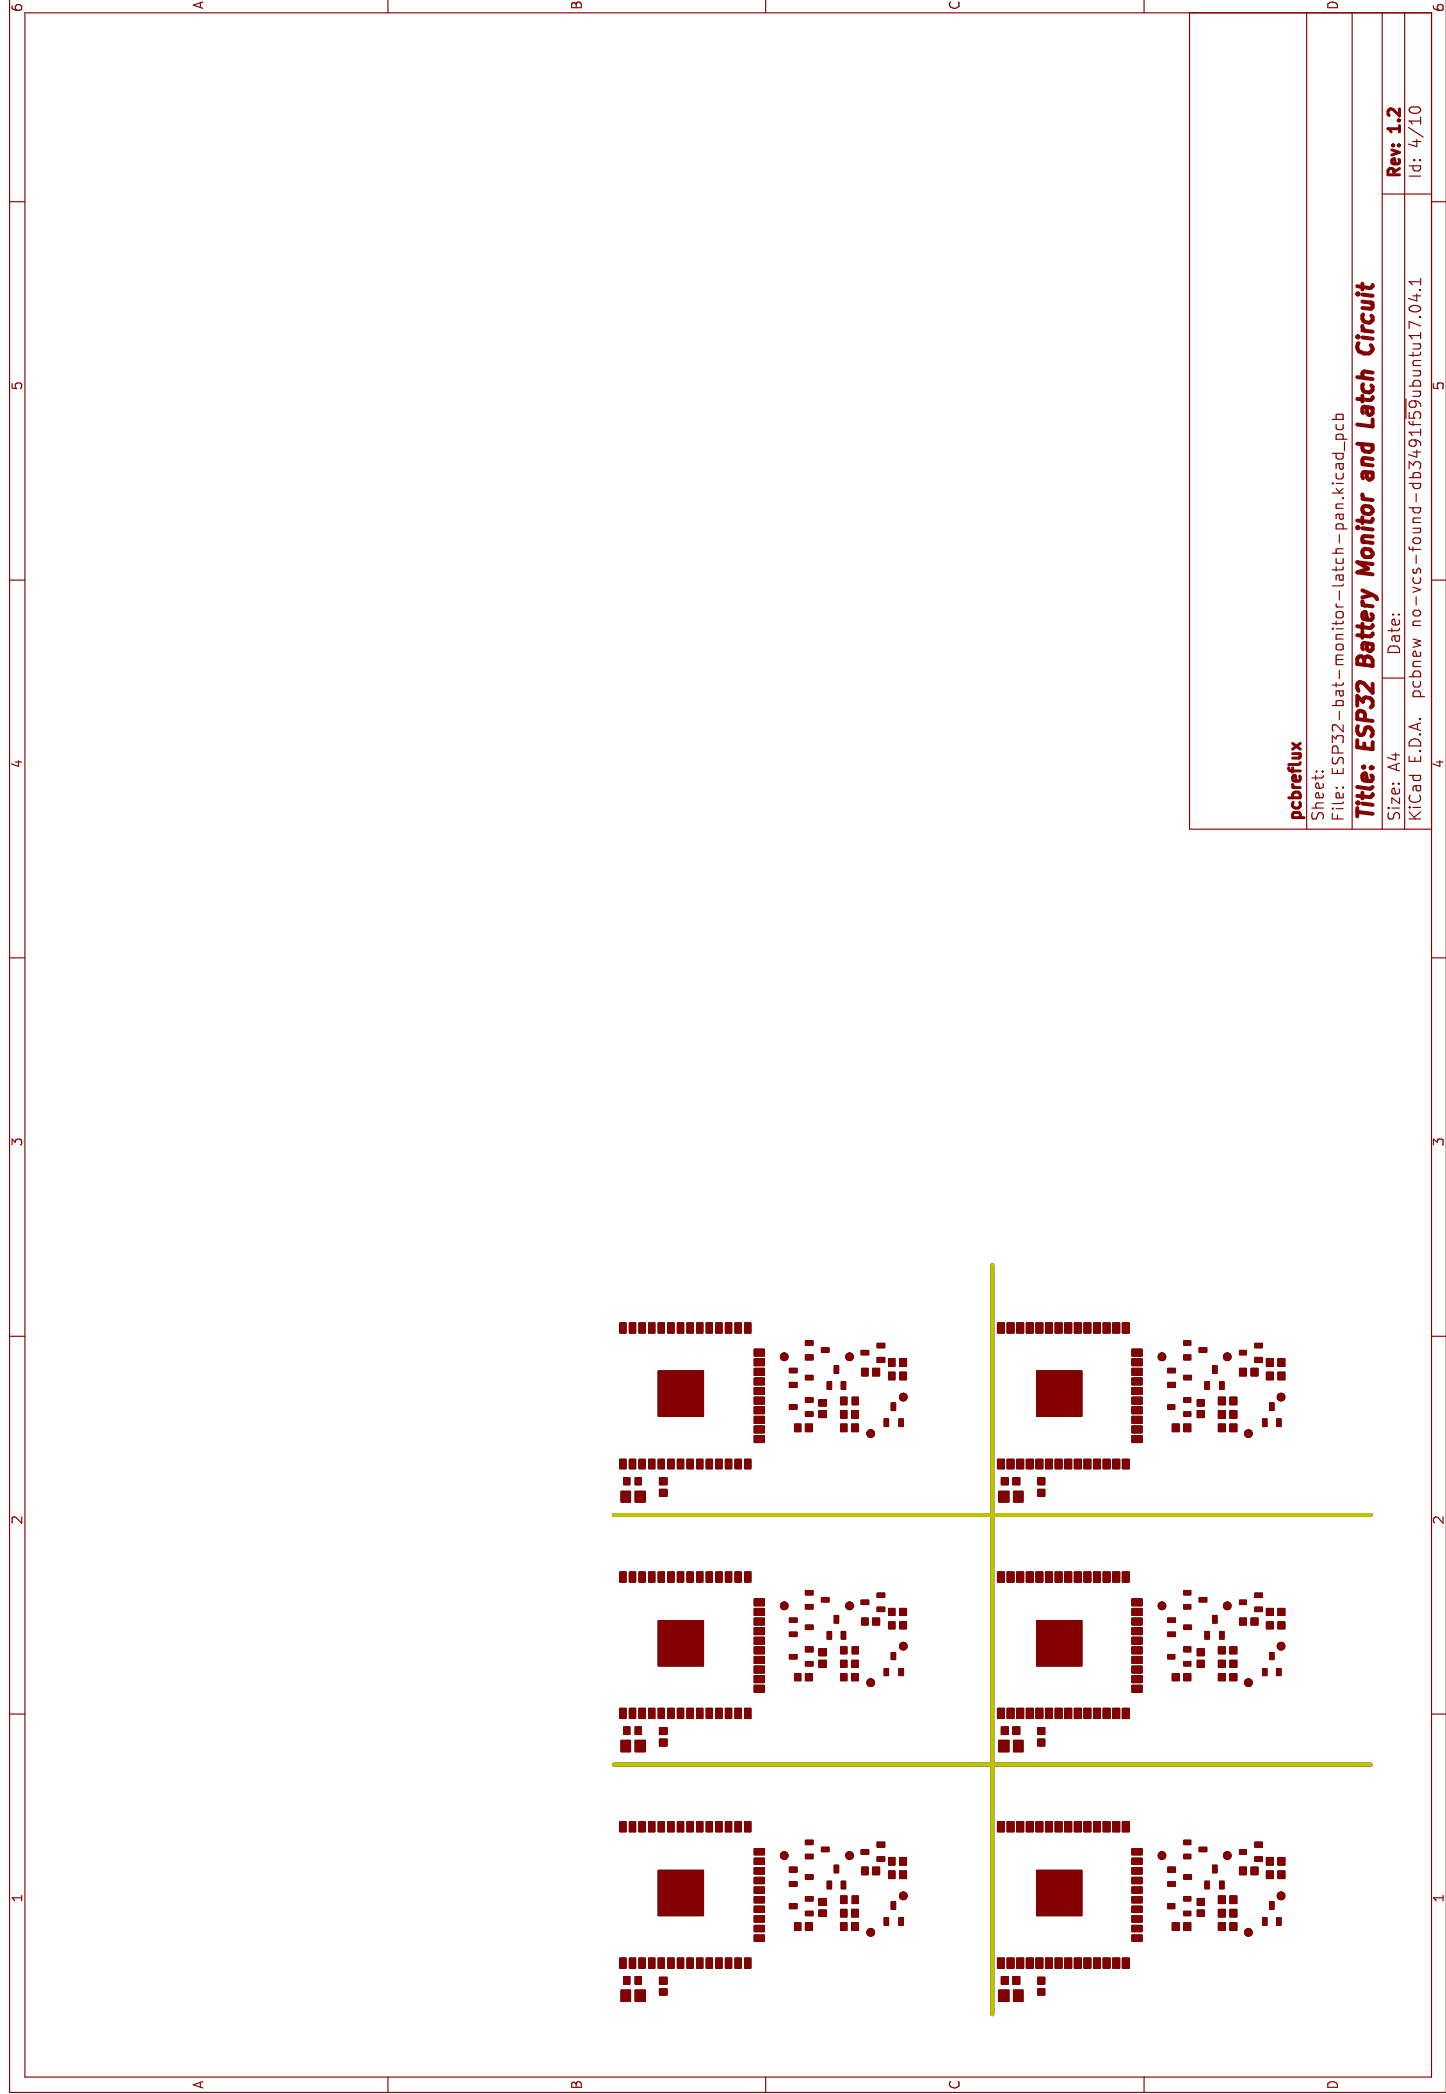 pcbreflux
Sheet:
File: ESP32-bat-monitor-latch-pan.kicad_pcb
Title: ESP32 Battery Monitor and Latch Circuit
Size: A4 Date: Rev: 1.2
KiCad E.D.A. pcbnew no-vcs-found-db3491f59ubuntu17.04.1 Id: 4/10
1 2 3 4 5 6
A B C D
1 2 3 4 5 6
A B C D